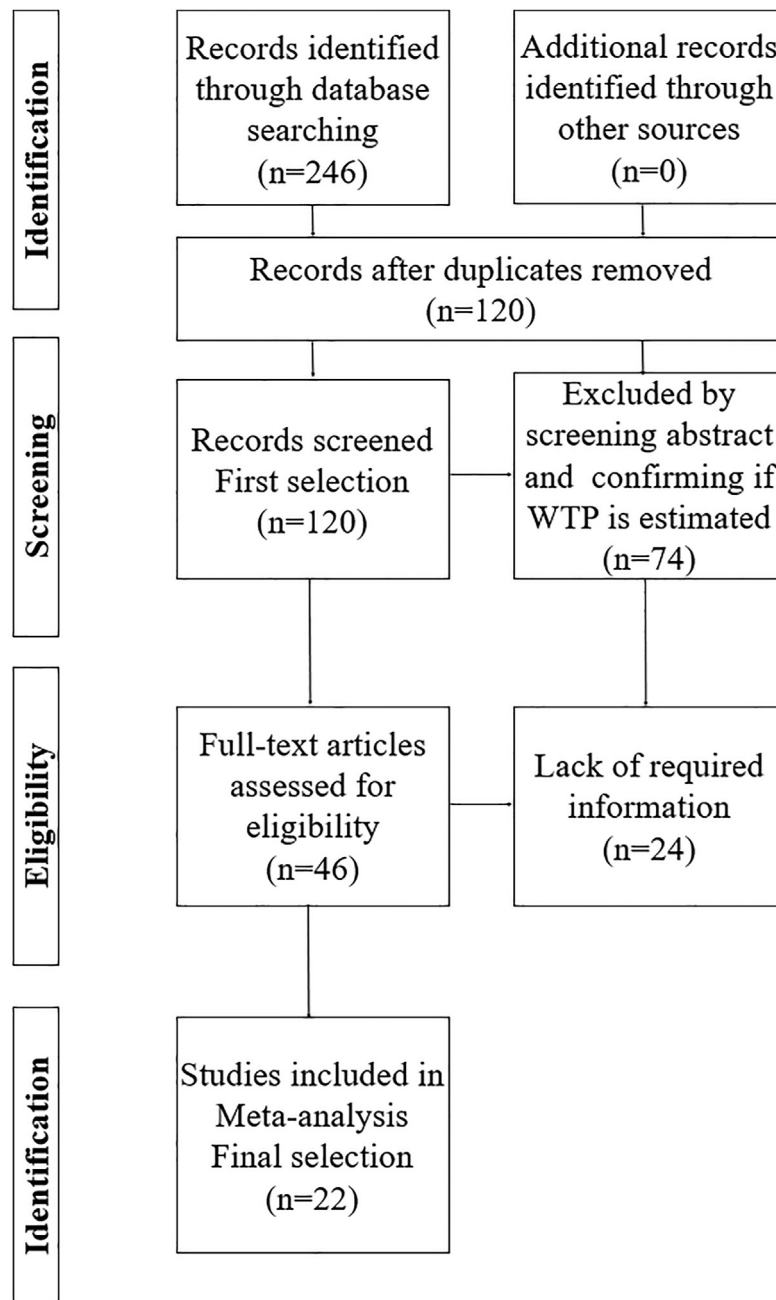 Identification
Records identified
through database
searching
(n=246)
Additional records
identified through
other sources
(n=0)
Records after duplicates removed
(n=120)
Screening
Records screened
First selection
(n=120)
Excluded by
screening abstract
and confirming if
WTP is estimated
(n=74)
Eligibility
Full-text articles
assessed for
eligibility
(n=46)
Lack of required
information
(n=24)
Identification
Studies included in
Meta-analysis
Final selection
(n=22)